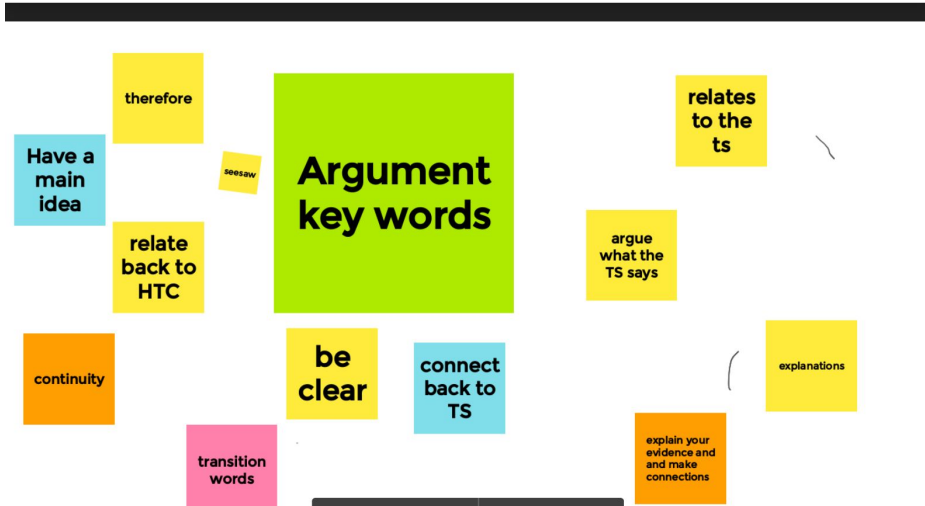 therefore
Have a
main
idea
seesaw
relate
back to
HTC
Argument
key words
relates
to the
ts
argue
what the
TS says
continuity
be
clear
connect
back to
TS
explanations
transition
words
explain your
evidence and
and make
connections